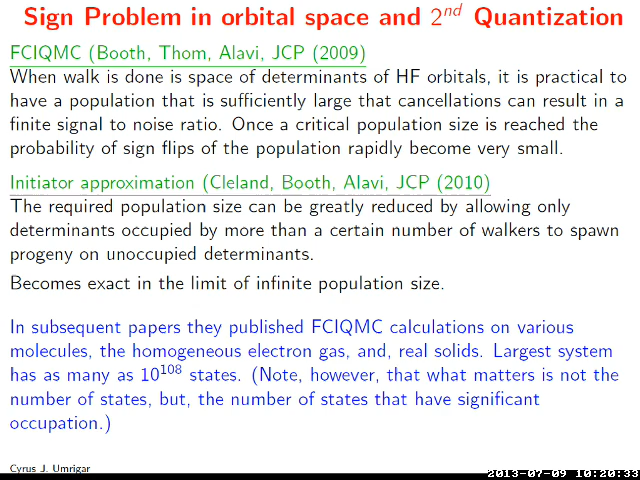 Sign Problem in orbital space and 2nd Quantization
FCIQMC (Booth, Thom, Alavi, JCP (2009)
When walk is done is space of determinants of HF orbitals, it is practical to
have a population that is sufficiently large that cancellations can result in a
finite signal to noise ratio. Once a critical population size is reached the
probability of sign flips of the population rapidly become very small.
Initiator approximation (Cleland, Booth, Alavi, JCP (2010)
The required population size can be greatly reduced by allowing only
determinants occupied by more than a certain number of walkers to spawn
progeny on unoccupied determinants.
Becomes exact in the limit of infinite population size.
In subsequent papers they published FCIQMC calculations on various
molecules, the homogeneous electron gas, and, real solids. Largest system
has as many as 10^108 states. (Note, however, that what matters is not the
number of states, but, the number of states that have significant
occupation.)
Cyrus J. Umrigar
2013-07-09 10:20:33